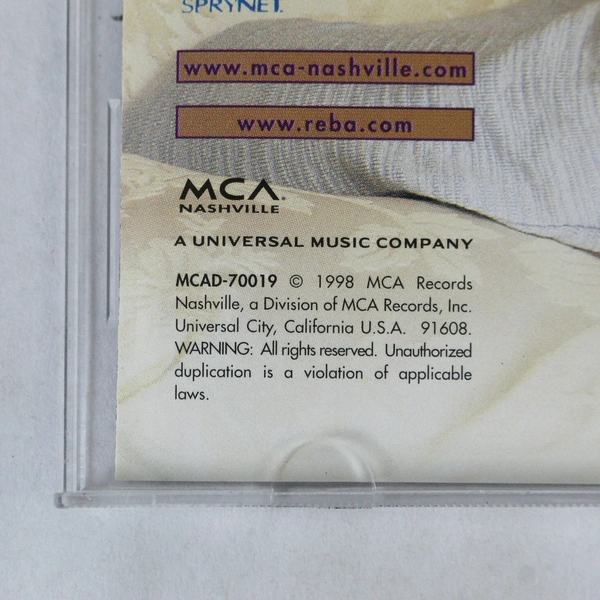 SPRYNET.
www.mca-nashville.com
www.reba.com
MCA
NASHVILLE
A UNIVERSAL MUSIC COMPANY
MCAD-70019 © 1998 MCA Records
Nashville, a Division of MCA Records, Inc.
Universal City, California U.S.A. 91608.
WARNING: All rights reserved. Unauthorized
duplication is a violation of applicable
laws.